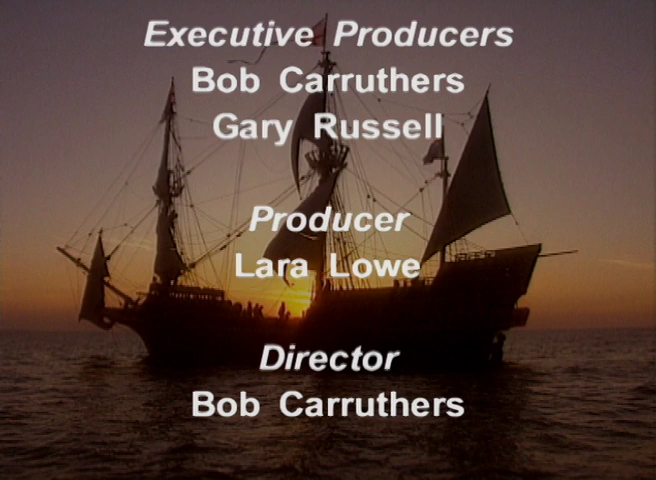 Executive Producers
Bob Carruthers
Gary Russell
Producer
Lara Lowe
Director
Bob Carruthers